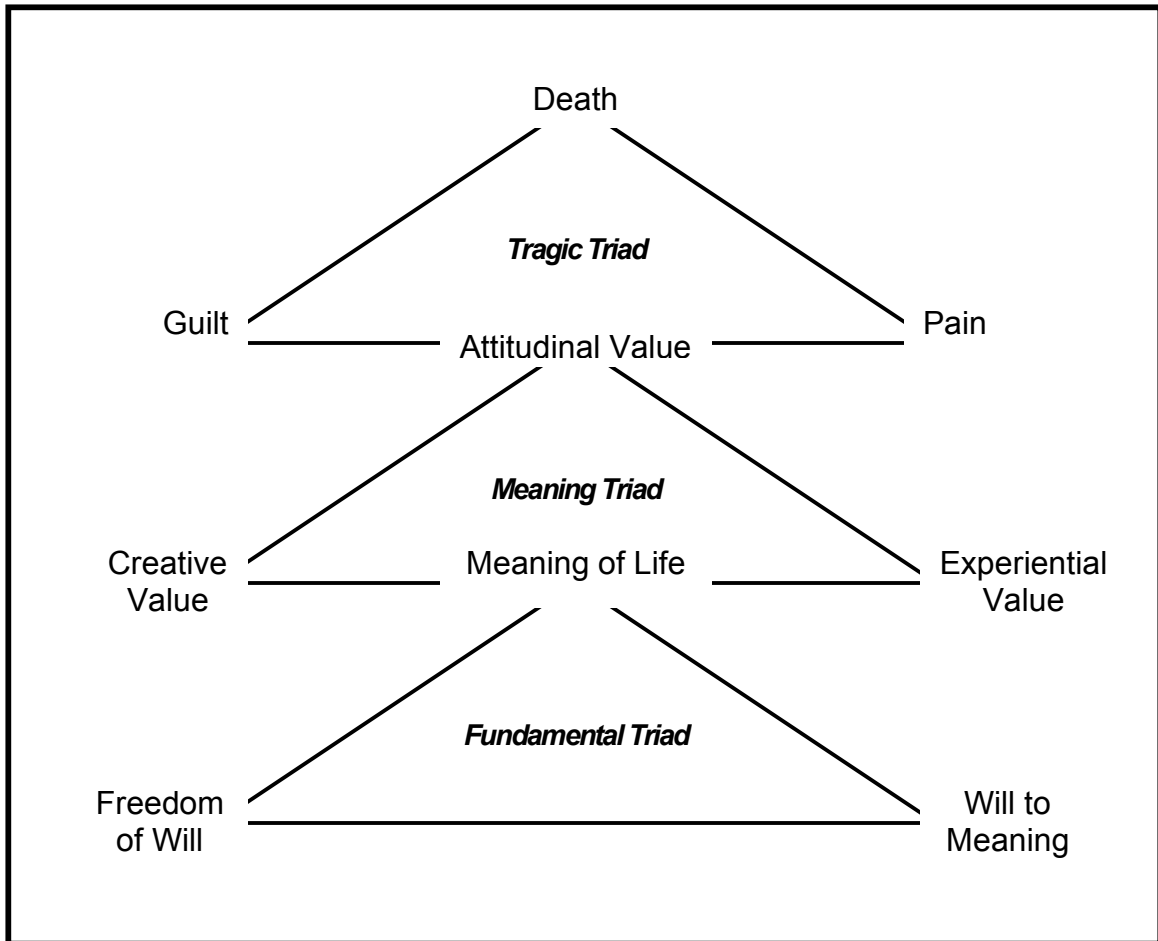 Death
Tragic Triad
Guilt
Pain
Attitudinal Value
Meaning Triad
Creative
Value
Meaning of Life
Experiential
Value
Fundamental Triad
Freedom
of Will
Will to
Meaning